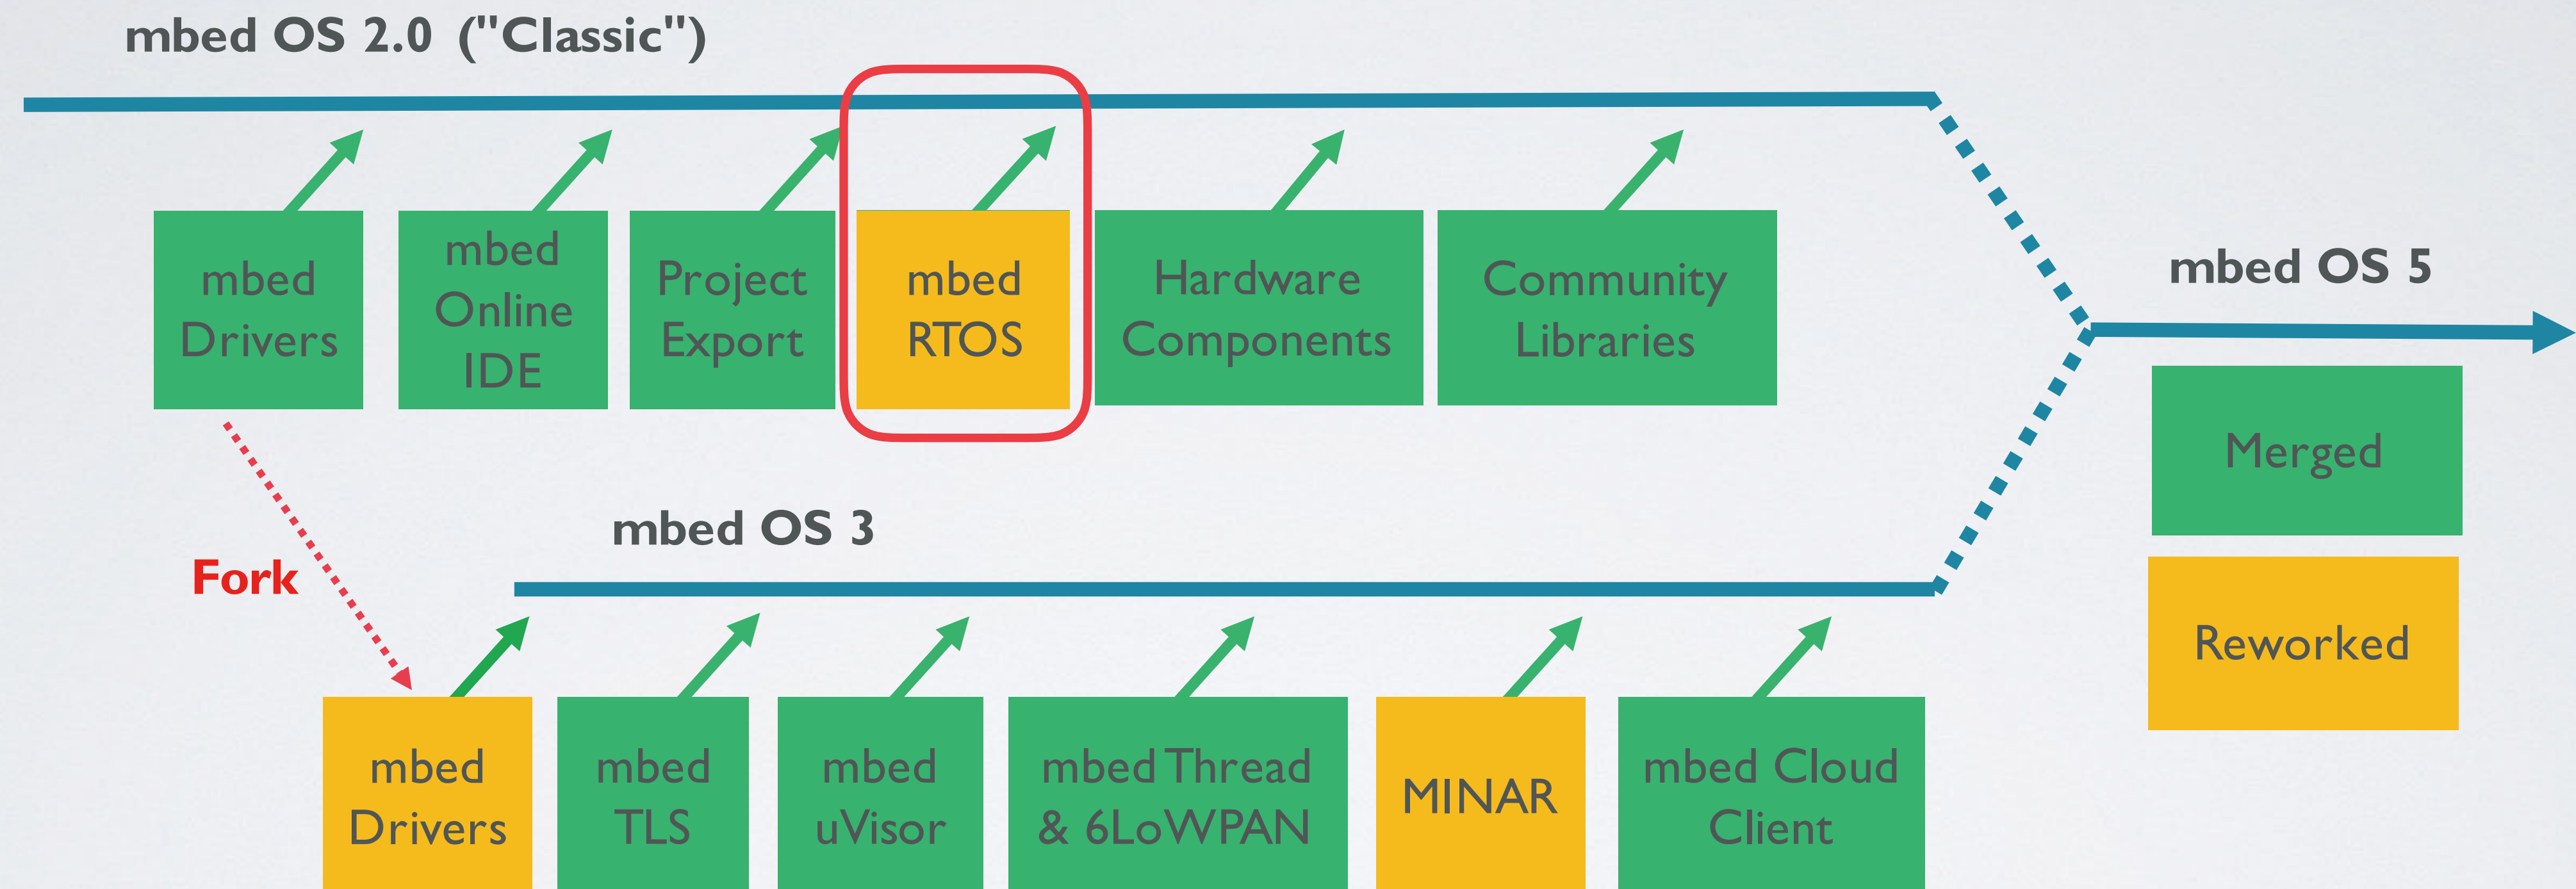 mbed OS 2.0 ("Classic")
mbed
Drivers
mbed
Online
IDE
Project
Export
mbed
RTOS
Hardware
Components
Community
Libraries
mbed OS 5
Merged
Reworked
Fork
mbed OS 3
mbed
Drivers
mbed
TLS
mbed
uVisor
mbed Thread
& 6LoWPAN
MINAR
mbed Cloud
Client